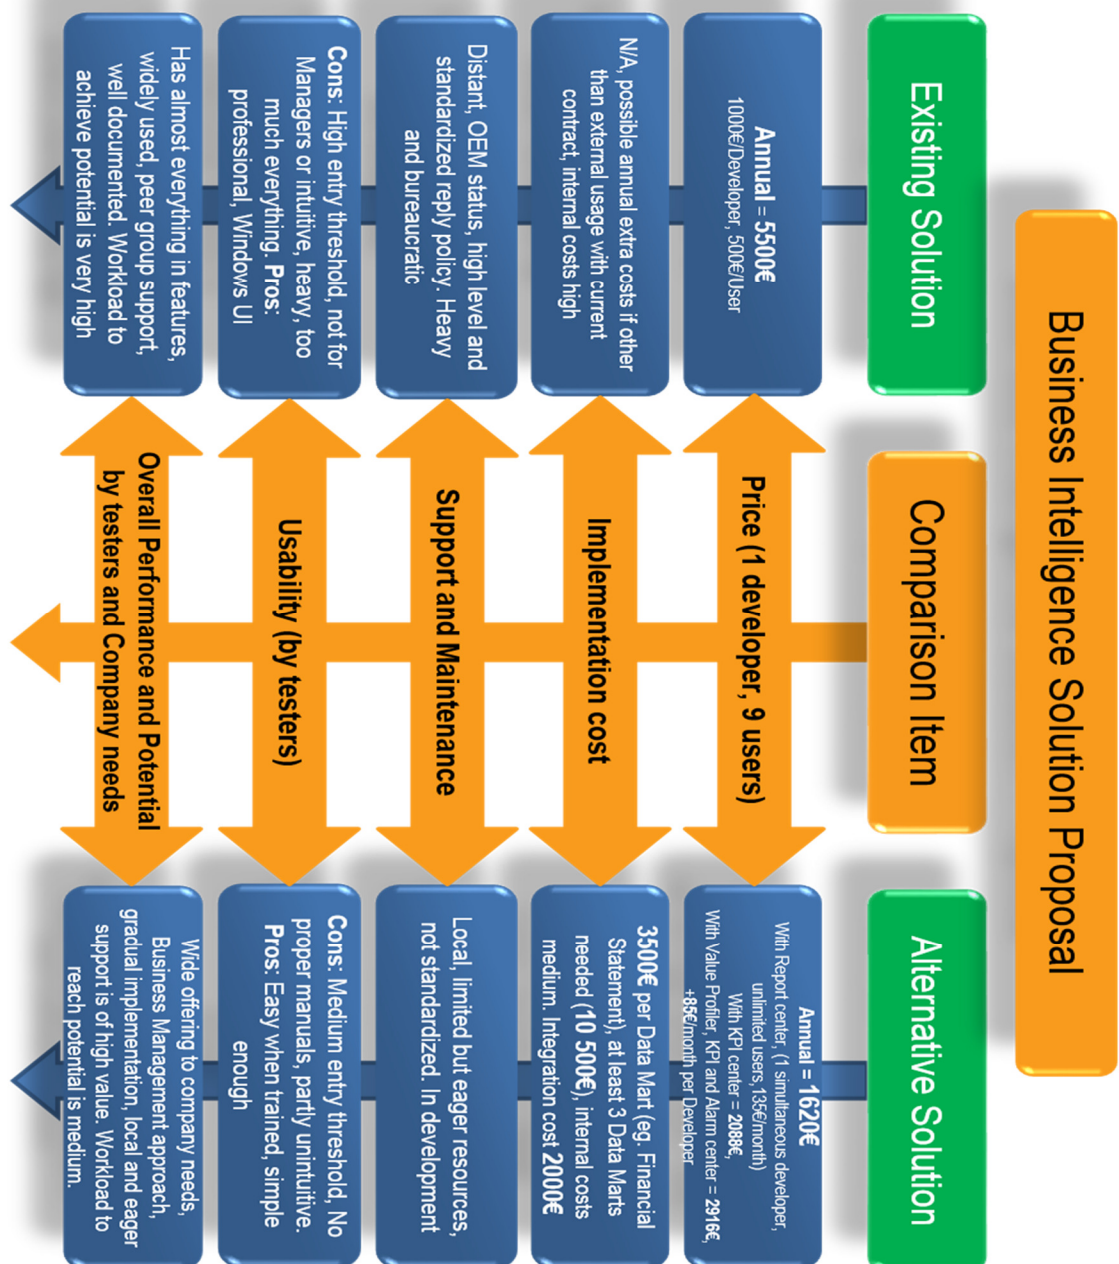 Business Intelligence Solution Proposal
Existing Solution
Comparison Item
Alternative Solution
Annual = 5500€
1000€/Developer, 500€/User
Price (1 developer, 9 users)
Annual = 1620€
With Report center, (1 simultaneous developer,
unlimited users,135€/month)
With KPI center = 2088€,
With Value Profiler, KPI and Alarm center = 2916€,
+85€/month per Developer
N/A, possible annual extra costs if other
than external usage with current
contract, internal costs high
Implementation cost
3500€ per Data Mart (eg. Financial
Statement), at least 3 Data Marts
needed (10 500€), internal costs
medium. Integration cost 2000€
Distant, OEM status, high level and
standardized reply policy. Heavy
and bureaucratic
Support and Maintenance
Local, limited but eager resources,
not standardized. In development
Cons: High entry threshold, not for
Managers or intuitive, heavy, too
much everything. Pros:
professional, Windows UI
Usability (by testers)
Cons: Medium entry threshold, No
proper manuals, partly unintuitive.
Pros: Easy when trained, simple
enough
Has almost everything in features,
widely used, peer group support,
well documented. Workload to
achieve potential is very high
Overall Performance and Potential
by testers and Company needs
Wide offering to company needs,
Business Management approach,
gradual implementation, local and eager
support is of high value. Workload to
reach potential is medium.